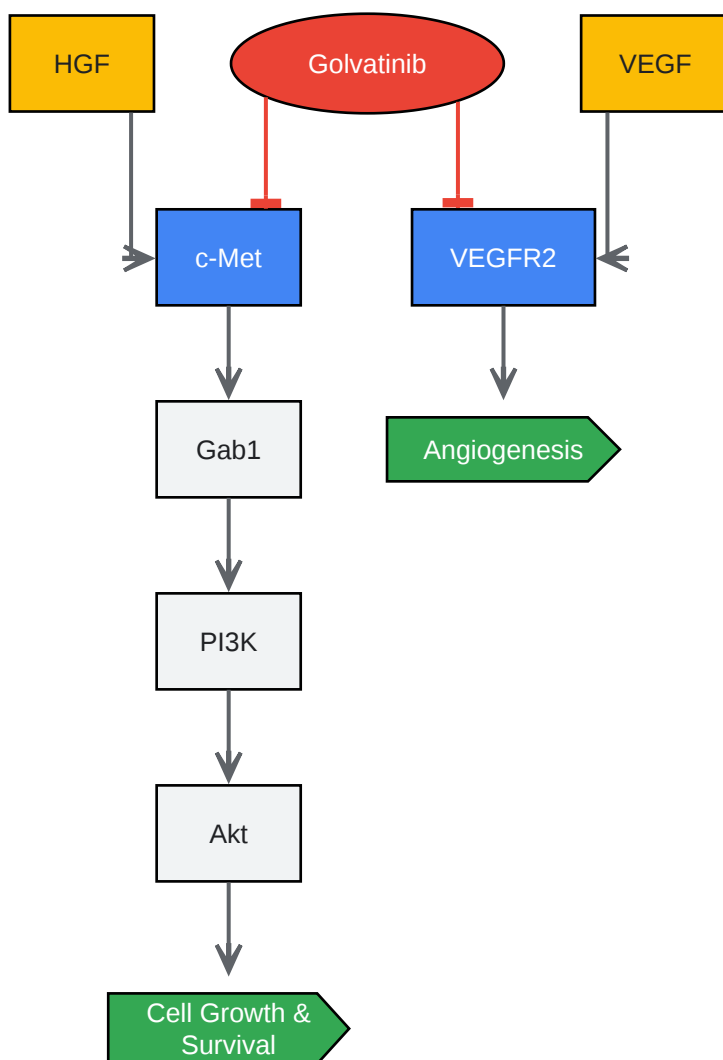 HGF
Golvatinib
VEGF
c-Met
VEGFR2
Gab1
Angiogenesis
PI3K
Akt
Cell Growth &
Survival